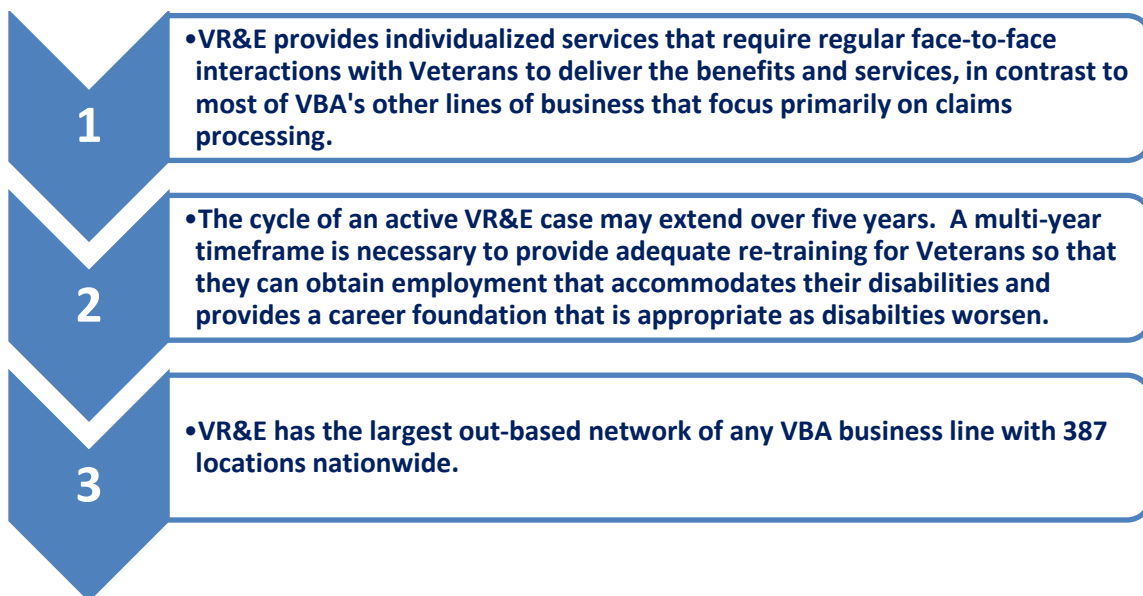 1
•VR&E provides individualized services that require regular face-to-face
interactions with Veterans to deliver the benefits and services, in contrast to
most of VBA's other lines of business that focus primarily on claims
processing.
2
•The cycle of an active VR&E case may extend over five years.  A multi-year
timeframe is necessary to provide adequate re-training for Veterans so that
they can obtain employment that accommodates their disabilities and
provides a career foundation that is appropriate as disabilties worsen.
3
•VR&E has the largest out-based network of any VBA business line with 387
locations nationwide.